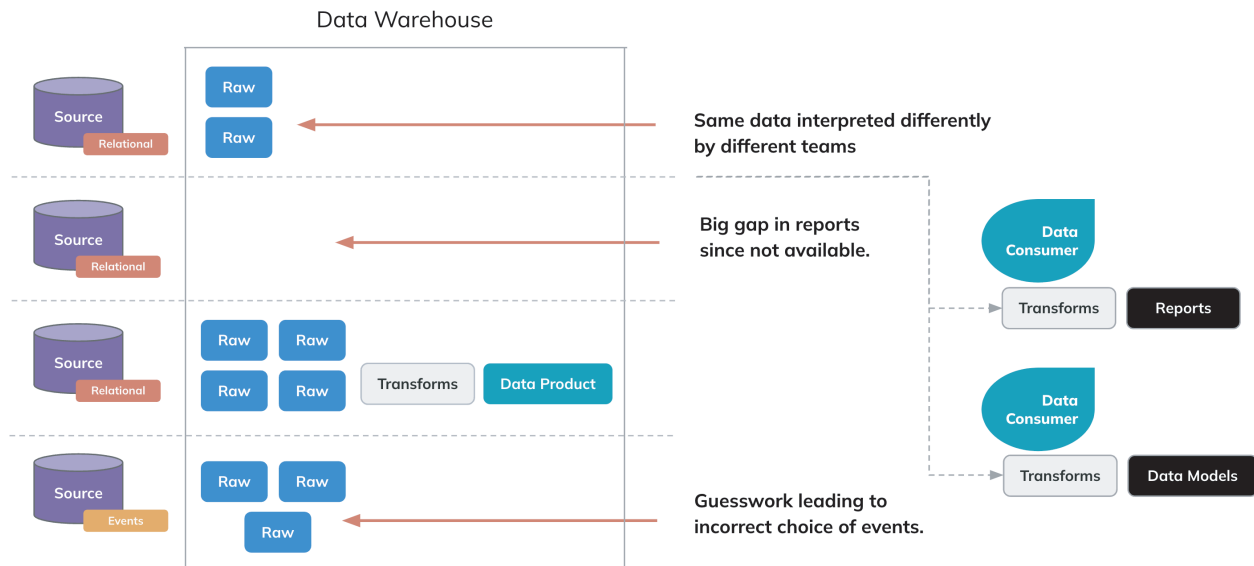 Data Warehouse
Source
Relational
Raw
Raw
Same data interpreted differently
by different teams
Source
Relational
Big gap in reports
since not available.
Data
Consumer
Transforms
Reports
Source
Relational
Raw
Raw
Raw
Raw
Transforms
Data Product
Data
Consumer
Transforms
Data Models
Source
Events
Raw
Raw
Raw
Guesswork leading to
incorrect choice of events.